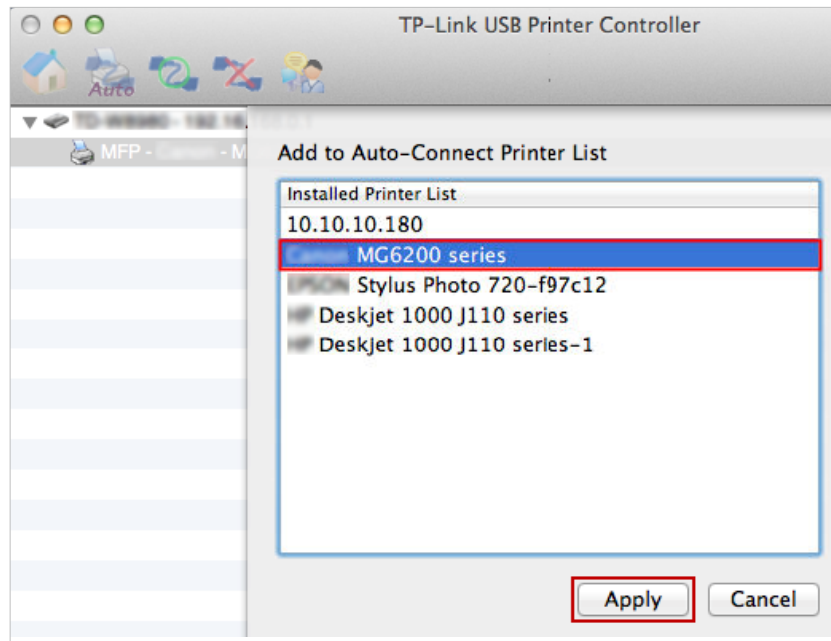 TP-Link USB Printer Controller
Auto
MFP - - M
Add to Auto-Connect Printer List
Installed Printer List
10.10.10.180
MG6200 series
Stylus Photo 720-f97c12
Deskjet 1000 J110 series
Deskjet 1000 J110 series-1
Apply
Cancel